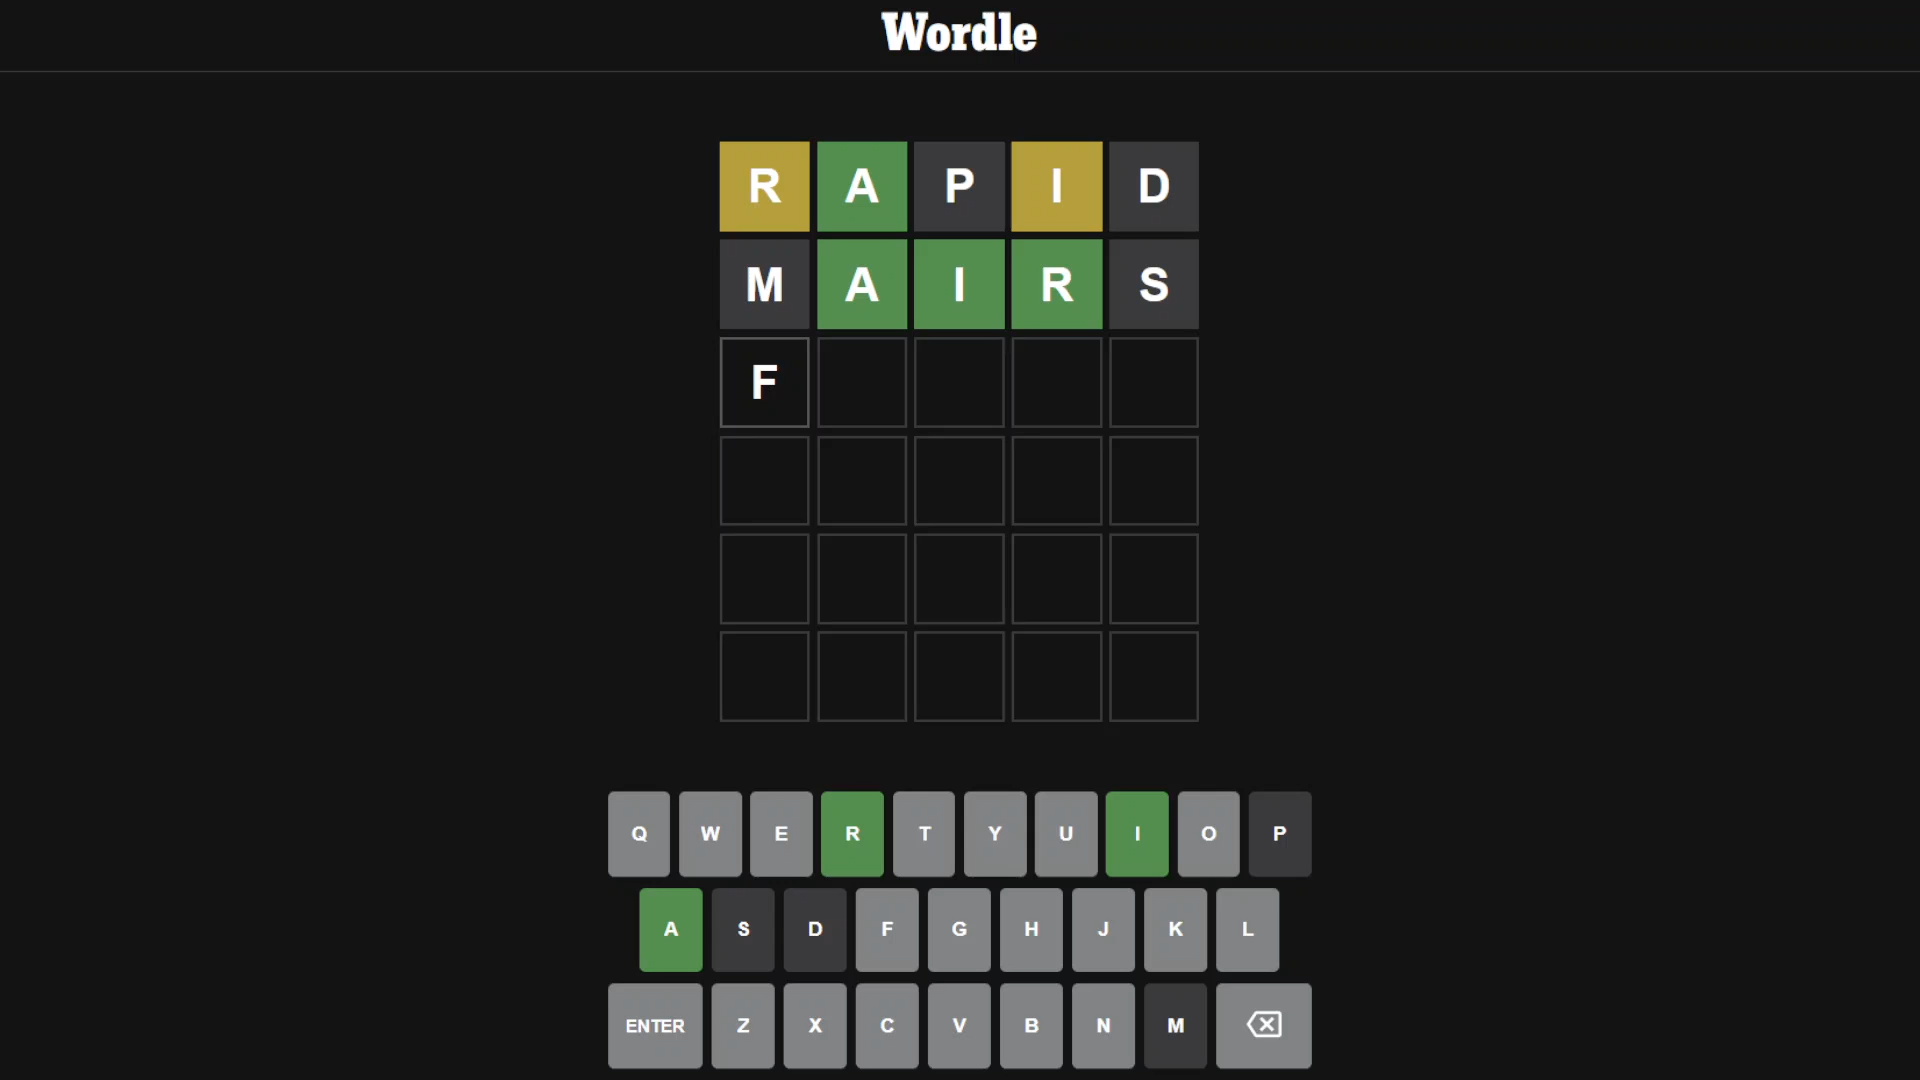 Wordle
R A P I D
M A I R S
F
Q W E R T Y U I O P
A S D F G H J K L
ENTER Z X C V B N M